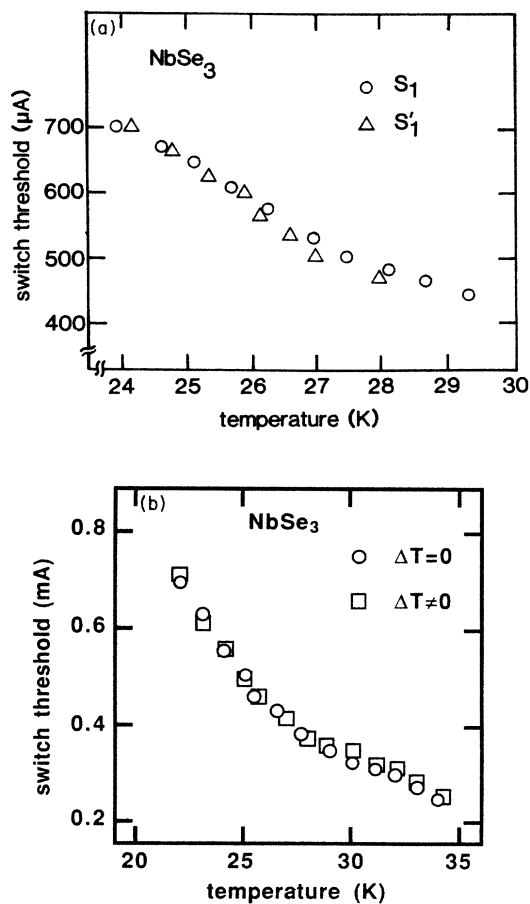 (a)
NbSe₃
○ S₁
△ S′₁
switch threshold (μA)
700
600
500
400
24 25 26 27 28 29 30
temperature (K)
(b)
NbSe₃
○ ΔT=0
□ ΔT≠0
switch threshold (mA)
0.8
0.6
0.4
0.2
20 25 30 35
temperature (K)